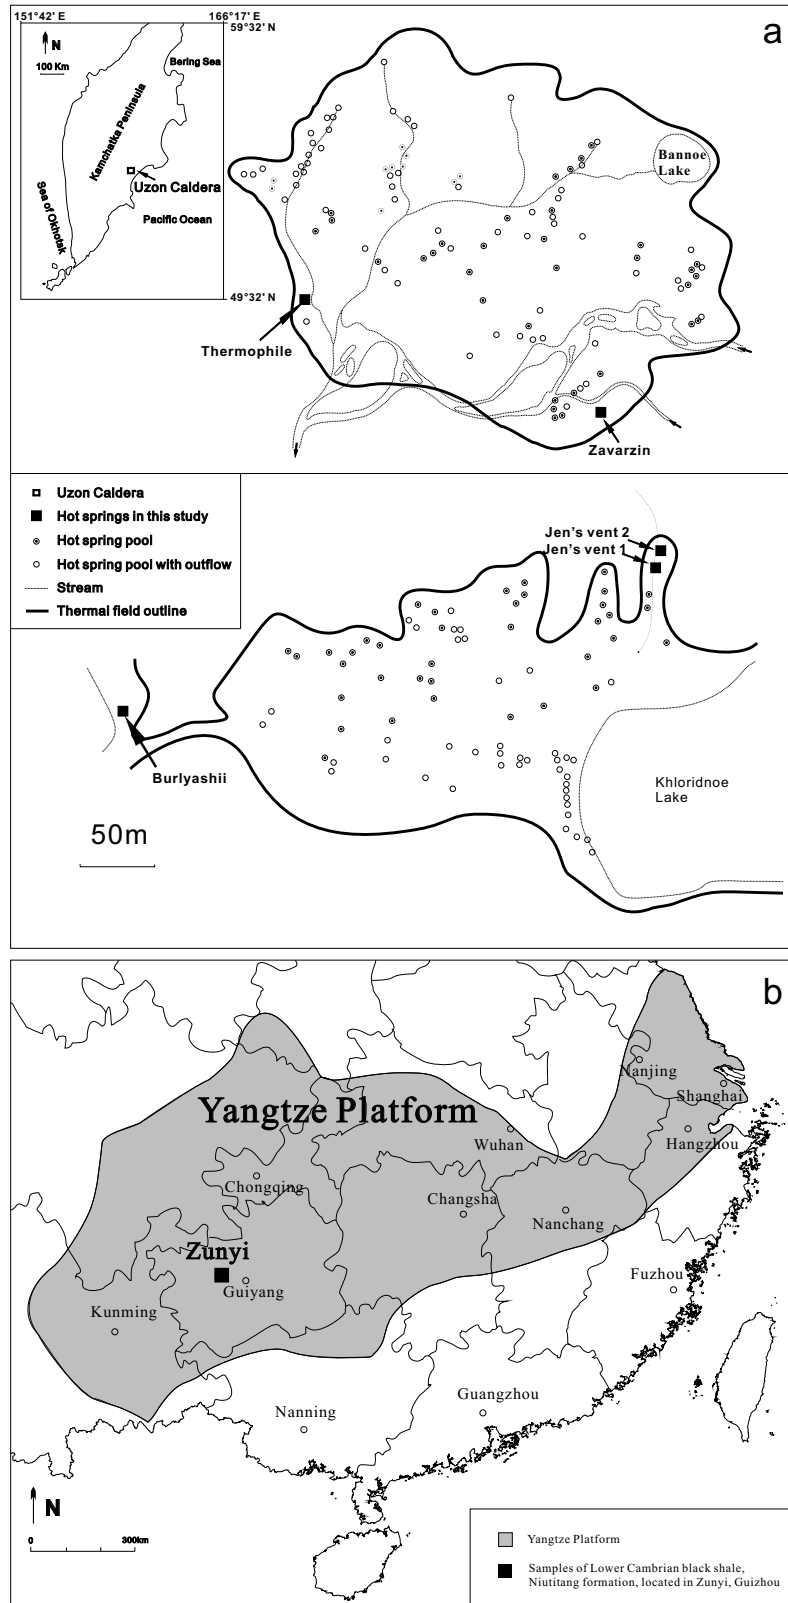 151°42' E
166°17' E
59°32' N
a
N
100 Km
Bering Sea
Kamchatka Peninsula
Uzon Caldera
Sea of Okhotsk
Pacific Ocean
49°32' N
Bannoe
Lake
Thermophile
Zavarzin
Uzon Caldera
Hot springs in this study
Hot spring pool
Hot spring pool with outflow
Stream
Thermal field outline
Jen's vent 2
Jen's vent 1
Burlyashii
Khloridnoe
Lake
50m
b
Nanjing
Shanghai
Yangtze Platform
Wuhan
Hangzhou
Chongqing
Changsha
Nanchang
Zunyi
Guiyang
Fuzhou
Kunming
Guangzhou
Nanning
N
0
300km
Yangtze Platform
Samples of Lower Cambrian black shale,
Niutitang formation, located in Zunyi, Guizhou